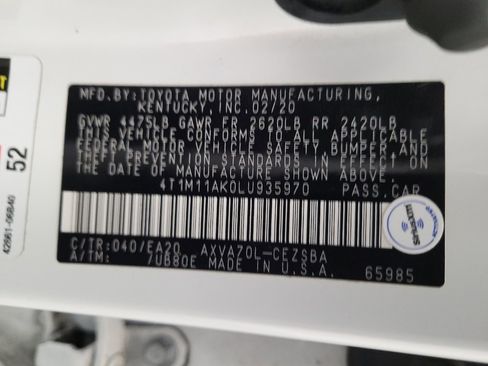 MFD. BY: TOYOTA MOTOR MANUFACTURING,
KENTUCKY, INC. 02/20
GVWR 4475LB GAWR FR 2620LB RR 2420LB
THIS VEHICLE CONFORMS TO ALL APPLICABLE
FEDERAL MOTOR VEHICLE SAFETY, BUMPER, AND
THEFT PREVENTION STANDARDS IN EFFECT ON
THE DATE OF MANUFACTURE SHOWN ABOVE.
4T1M11AK0LU935970 PASS. CAR
C/TR: 040/EA20 AXVA70L-CEZSBA
A/TM: 7UB80E MADE IN U.S.A. 65985
52
42661-06BA0